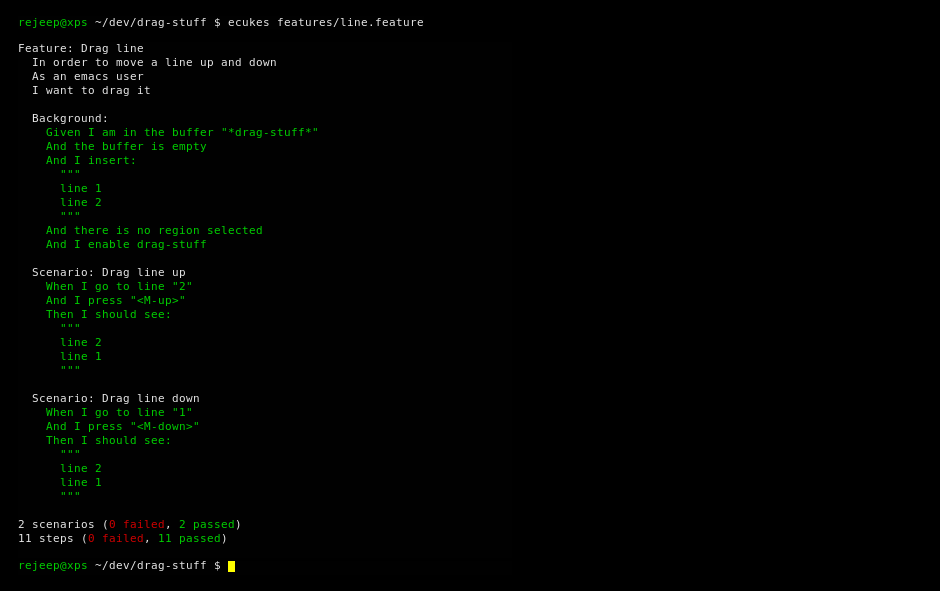 rejeep@xps ~/dev/drag-stuff $ ecukes features/line.feature
Feature: Drag line
In order to move a line up and down
As an emacs user
I want to drag it
Background:
Given I am in the buffer "*drag-stuff*"
And the buffer is empty
And I insert:
"""
line 1
line 2
"""
And there is no region selected
And I enable drag-stuff
Scenario: Drag line up
When I go to line "2"
And I press "<M-up>"
Then I should see:
"""
line 2
line 1
"""
Scenario: Drag line down
When I go to line "1"
And I press "<M-down>"
Then I should see:
"""
line 2
line 1
"""
2 scenarios (0 failed, 2 passed)
11 steps (0 failed, 11 passed)
rejeep@xps ~/dev/drag-stuff $